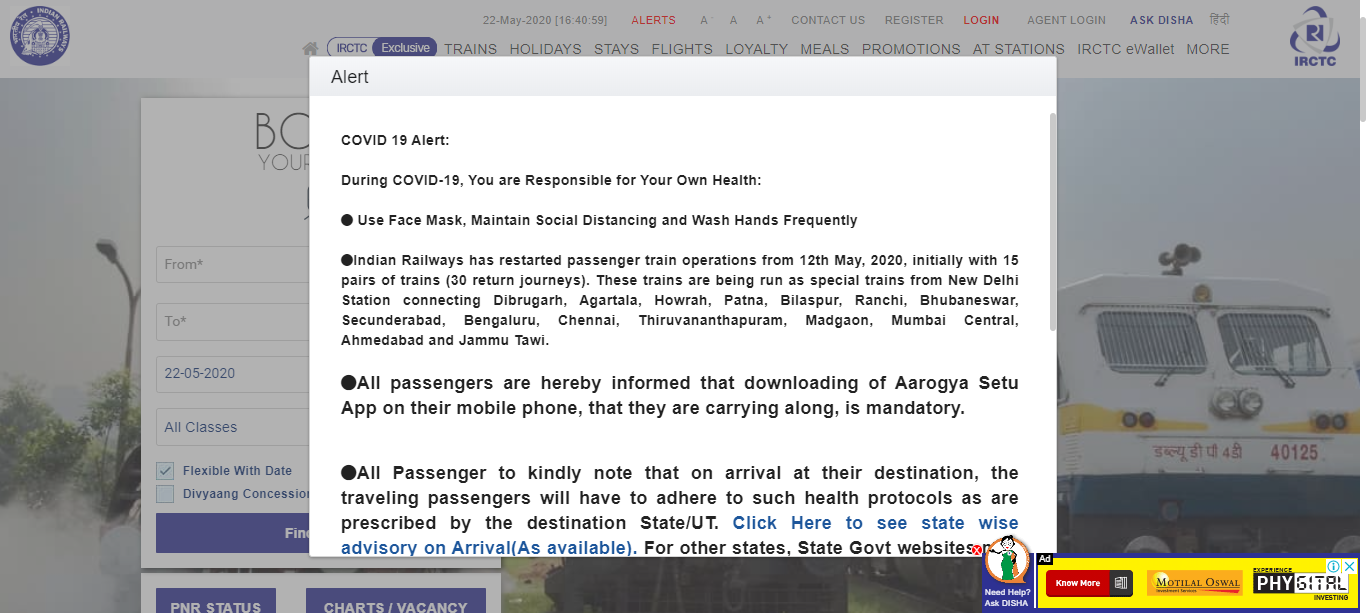 22-May-2020 [16:40:59] ALERTS A- A A+ CONTACT US REGISTER LOGIN AGENT LOGIN ASK DISHA हिंदी
IRCTC Exclusive TRAINS HOLIDAYS STAYS FLIGHTS LOYALTY MEALS PROMOTIONS AT STATIONS IRCTC eWallet MORE
IRCTC
Alert
COVID 19 Alert:
During COVID-19, You are Responsible for Your Own Health:
● Use Face Mask, Maintain Social Distancing and Wash Hands Frequently
●Indian Railways has restarted passenger train operations from 12th May, 2020, initially with 15
pairs of trains (30 return journeys). These trains are being run as special trains from New Delhi
Station connecting Dibrugarh, Agartala, Howrah, Patna, Bilaspur, Ranchi, Bhubaneswar,
Secunderabad, Bengaluru, Chennai, Thiruvananthapuram, Madgaon, Mumbai Central,
Ahmedabad and Jammu Tawi.
●All passengers are hereby informed that downloading of Aarogya Setu
App on their mobile phone, that they are carrying along, is mandatory.
●All Passenger to kindly note that on arrival at their destination, the
traveling passengers will have to adhere to such health protocols as are
prescribed by the destination State/UT. Click Here to see state wise
advisory on Arrival(As available). For other states, State Govt websites
BO
YOUR
From*
To*
22-05-2020
All Classes
Flexible With Date
Divyaang Concession
Find
PNR STATUS
CHARTS / VACANCY
डब्ल्यू डी पी 4डी 40125
Need Help?
Ask DISHA
Ad
Know More
MOTILAL OSWAL
Investment Services
EXPERIENCE
PHYGITAL
INVESTING